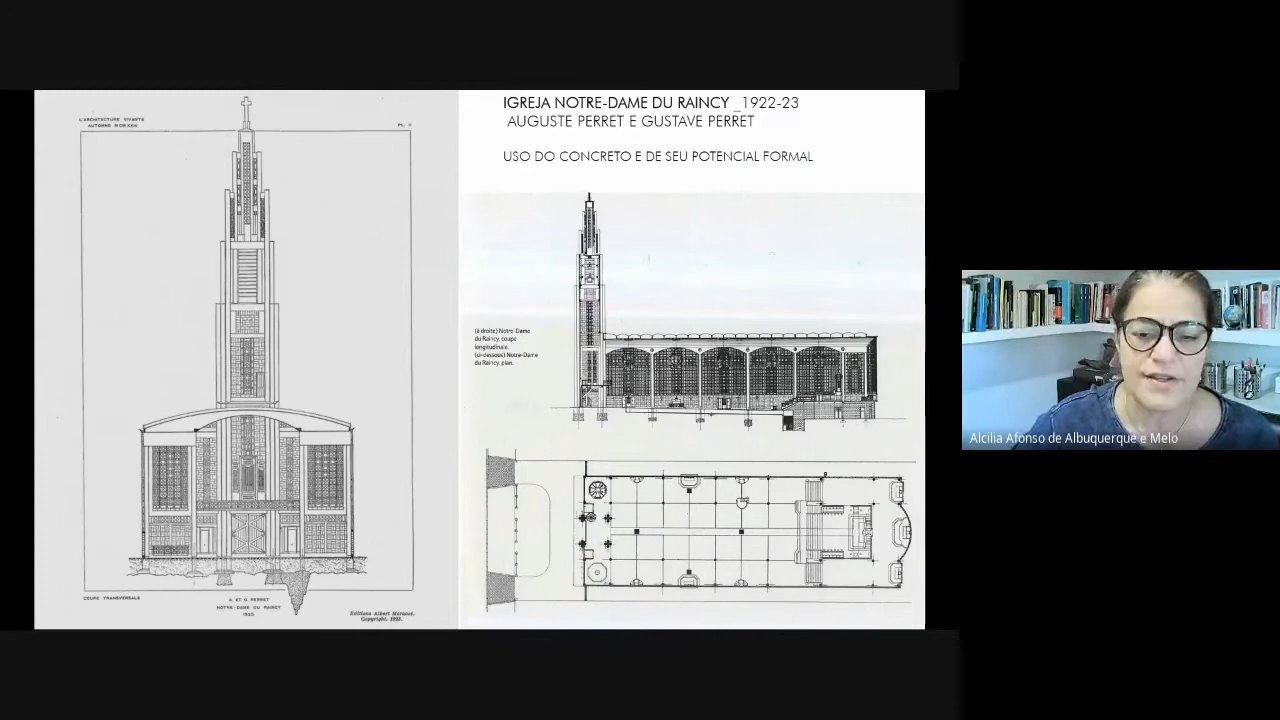 L'ARCHITECTURE VIVANTE
PL.
COUPE TRANSVERSALE
A. ET G. PERRET
NOTRE-DAME DU RAINCY
Editions Albert Morancé.
IGREJA NOTRE-DAME DU RAINCY _1922-23
AUGUSTE PERRET E GUSTAVE PERRET
USO DO CONCRETO E DE SEU POTENCIAL FORMAL
(à droite) Notre-Dame
du Raincy, coupe
longitudinale.
(ci-dessous) Notre-Dame
du Raincy, plan.
Alcilia Afonso de Albuquerque e Melo